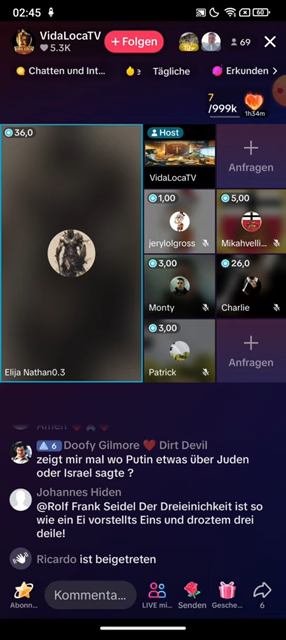 02:45
60
VidaLocaTV
5.3K
+ Folgen
69
Chatten und Int...
Tägliche
Erkunden
7
/999k
1h34m
36,0
Host
VidaLocaTV
Anfragen
1,00
jerylolgross
5,00
Mikahvelli...
3,00
Monty
26,0
Charlie
3,00
Patrick
Anfragen
Elija Nathan0.3
6 Doofy Gilmore ❤️ Dirt Devil
zeigt mir mal wo Putin etwas über Juden
oder Israel sagte ?
Johannes Hiden
@Rolf Frank Seidel Der Dreieinichkeit ist so
wie ein Ei vorstellts Eins und droztem drei
deile!
Ricardo ist beigetreten
Abonn...
Kommenta...
LIVE mi...
Senden
Gesche...
6